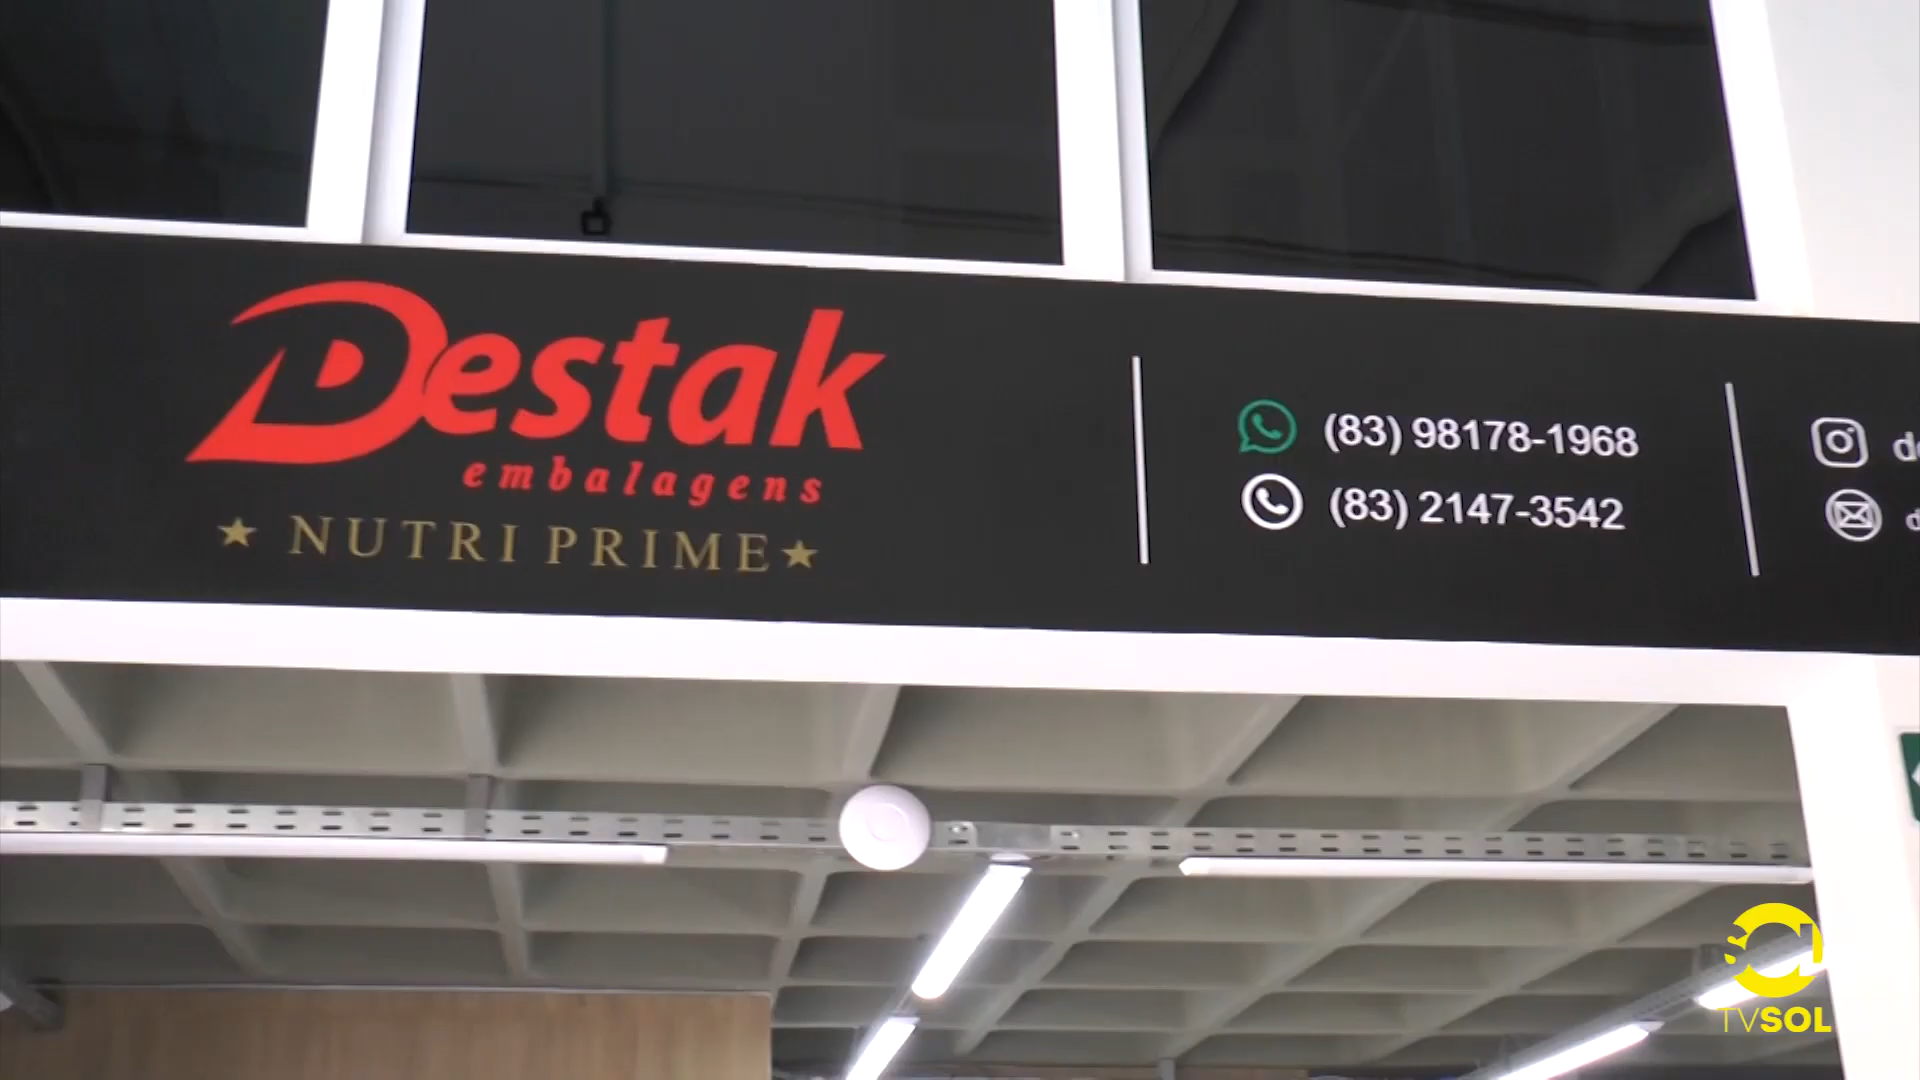 Destak
embalagens
★ NUTRI PRIME ★
(83) 98178-1968
(83) 2147-3542
TVSOL